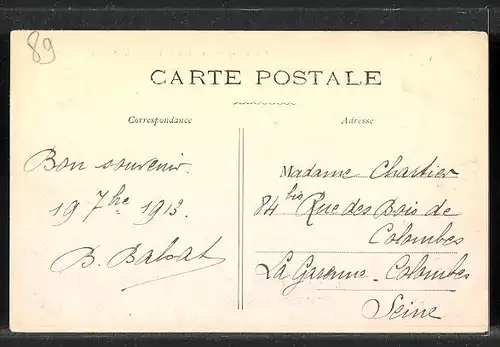 89
CARTE POSTALE
Correspondance
Adresse
Bon souvenir.
19 7bre 1913.
B. Balsat
Madame Chartier
84 bis Rue des Bois de
Colombes
La Garenne-Colombes
Seine